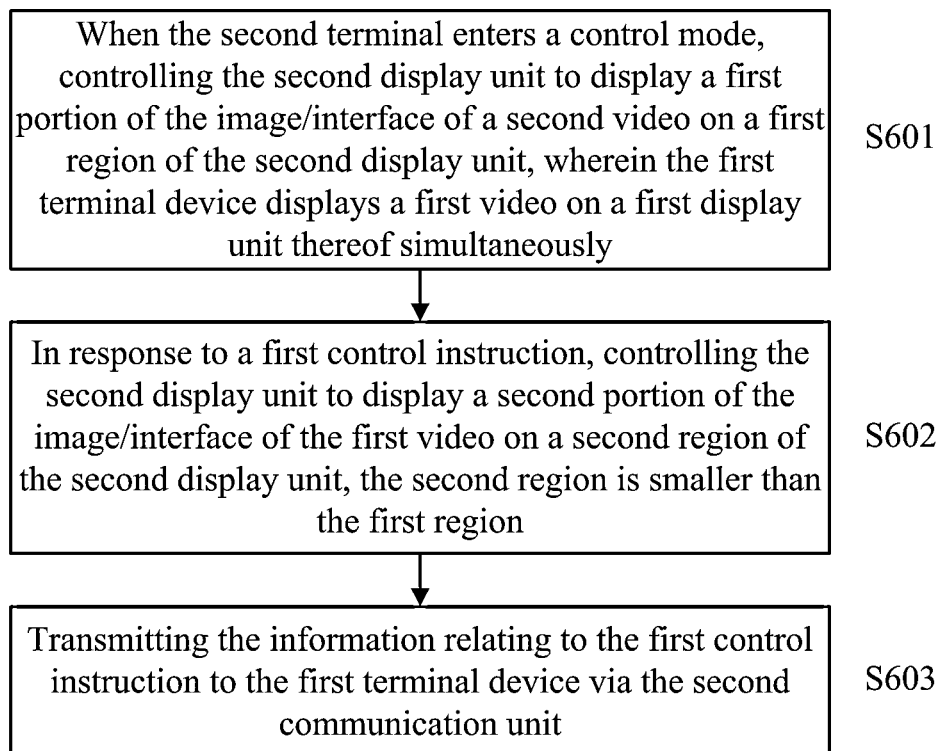 When the second terminal enters a control mode,
controlling the second display unit to display a first
portion of the image/interface of a second video on a first
region of the second display unit, wherein the first
terminal device displays a first video on a first display
unit thereof simultaneously
S601
In response to a first control instruction, controlling the
second display unit to display a second portion of the
image/interface of the first video on a second region of
the second display unit, the second region is smaller than
the first region
S602
Transmitting the information relating to the first control
instruction to the first terminal device via the second
communication unit
S603